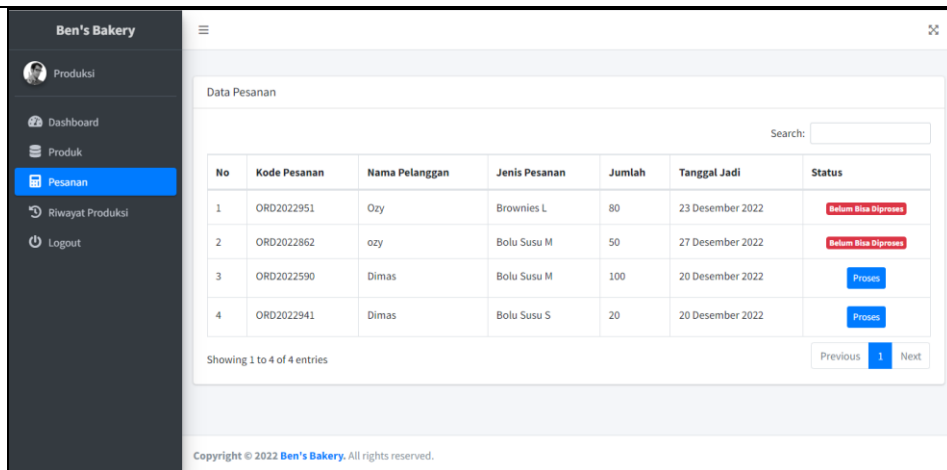 Ben's Bakery
Produksi
Dashboard
Produk
Pesanan
Riwayat Produksi
Logout
Data Pesanan
Search:
No Kode Pesanan Nama Pelanggan Jenis Pesanan Jumlah Tanggal Jadi Status
1 ORD2022951 Ozy Brownies L 80 23 Desember 2022 Belum Bisa Diproses
2 ORD2022862 ozy Bolu Susu M 50 27 Desember 2022 Belum Bisa Diproses
3 ORD2022590 Dimas Bolu Susu M 100 20 Desember 2022 Proses
4 ORD2022941 Dimas Bolu Susu S 20 20 Desember 2022 Proses
Showing 1 to 4 of 4 entries
Previous 1 Next
Copyright © 2022 Ben's Bakery. All rights reserved.